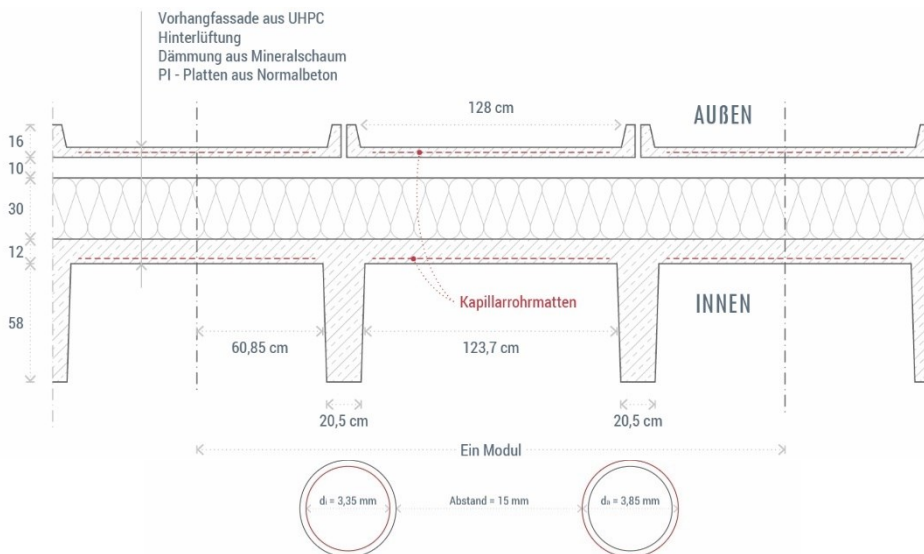 Vorhangfassade aus UHPC
Hinterlüftung
Dämmung aus Mineralschaum
PI - Platten aus Normalbeton
128 cm
AUẞEN
16
10
30
12
58
Kapillarrohrmatten
INNEN
60,85 cm
123,7 cm
20,5 cm
20,5 cm
Ein Modul
di = 3,35 mm
Abstand = 15 mm
da = 3,85 mm